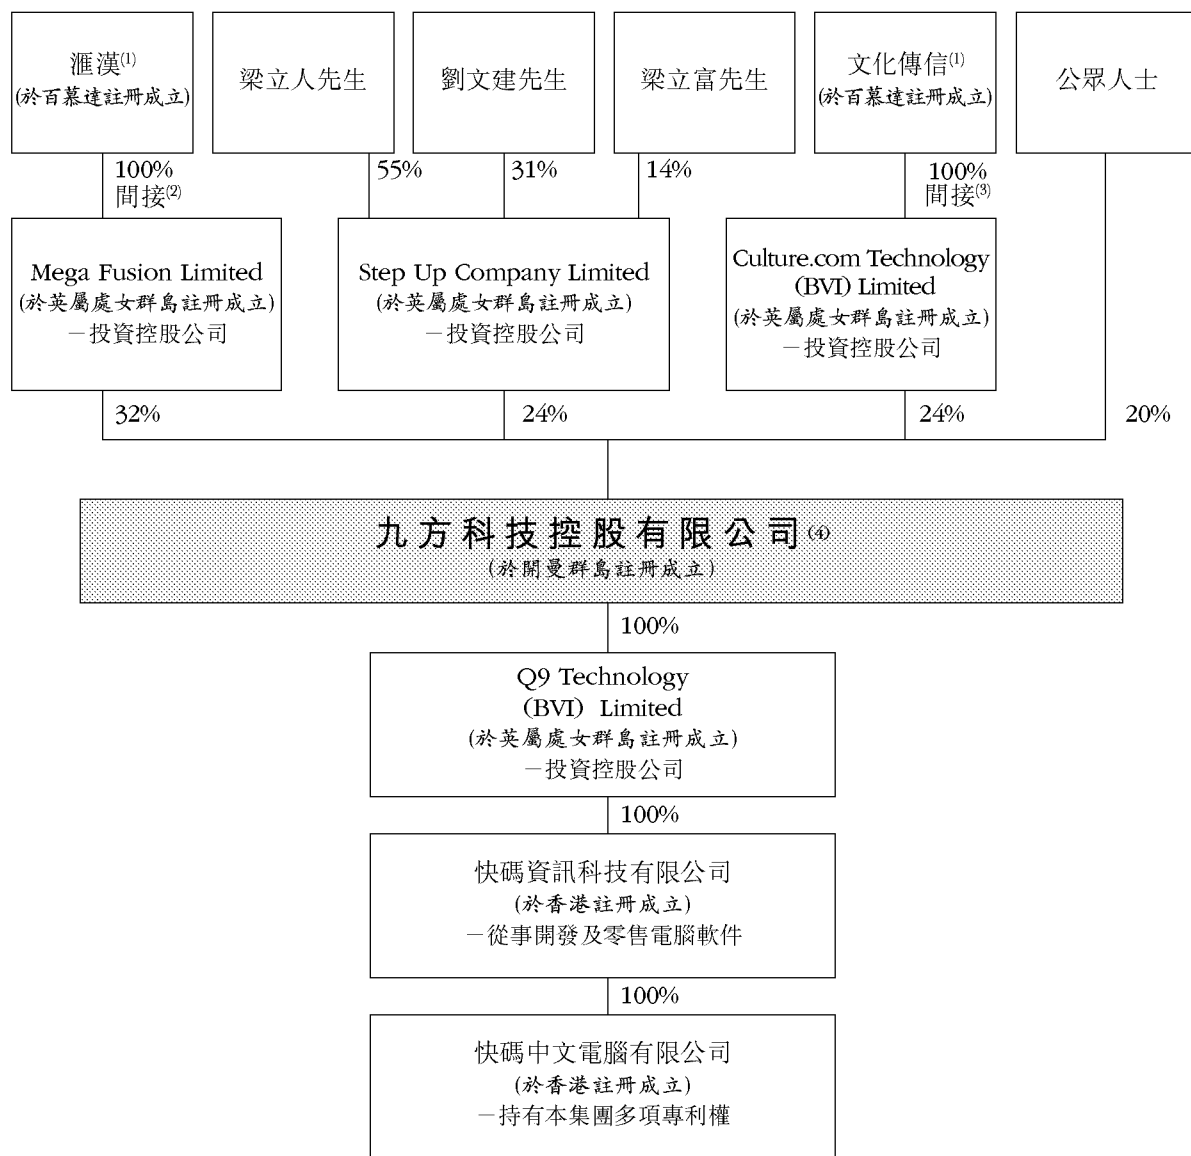 滙漢(1)
(於百慕達註冊成立)
梁立人先生
劉文建先生
梁立富先生
文化傳信(1)
(於百慕達註冊成立)
公眾人士
100%
間接(2)
55%
31%
14%
100%
間接(3)
Mega Fusion Limited
(於英屬處女群島註冊成立)
－投資控股公司
Step Up Company Limited
(於英屬處女群島註冊成立)
－投資控股公司
Culture.com Technology
(BVI) Limited
(於英屬處女群島註冊成立)
－投資控股公司
32%
24%
24%
20%
九方科技控股有限公司(4)
(於開曼群島註冊成立)
100%
Q9 Technology
(BVI) Limited
(於英屬處女群島註冊成立)
－投資控股公司
100%
快碼資訊科技有限公司
(於香港註冊成立)
－從事開發及零售電腦軟件
100%
快碼中文電腦有限公司
(於香港註冊成立)
－持有本集團多項專利權